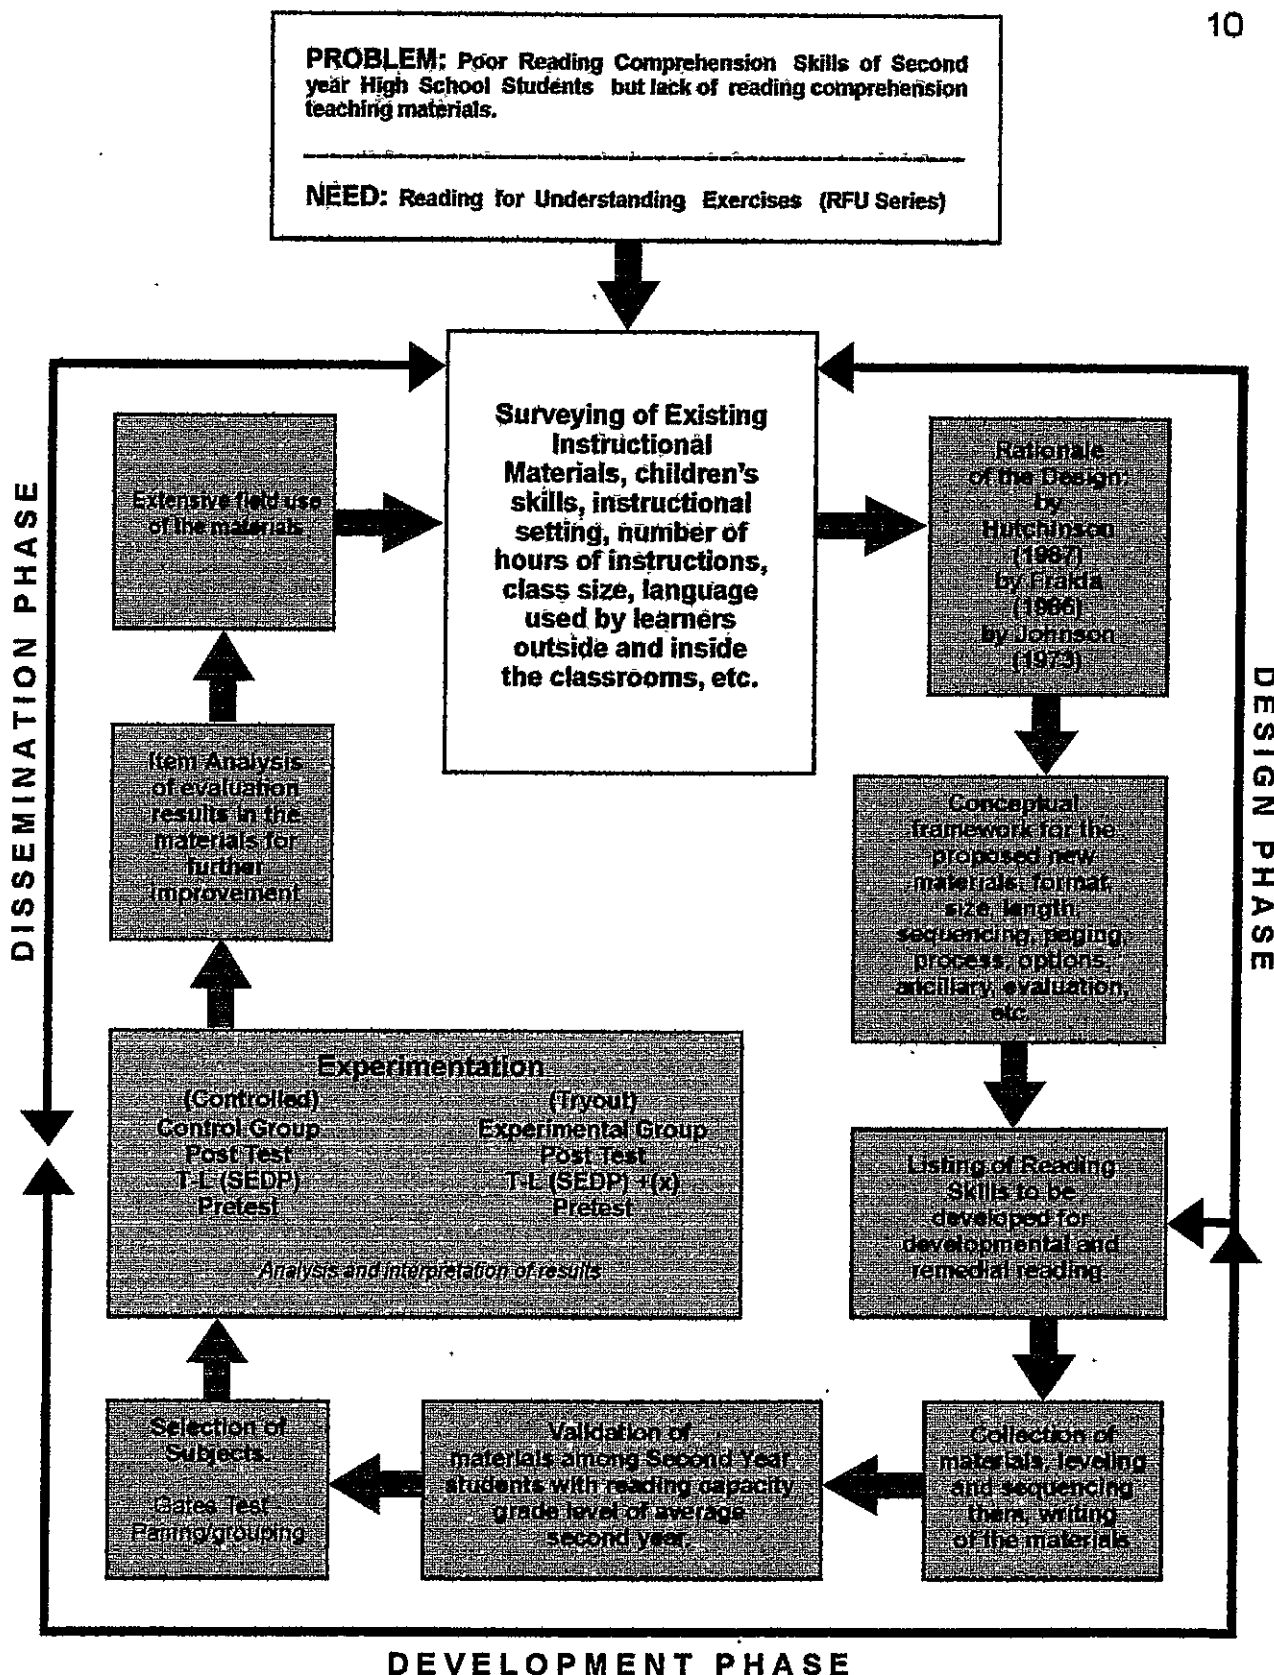 10
PROBLEM: Poor Reading Comprehension Skills of Second
year High School Students but lack of reading comprehension
teaching materials.
NEED: Reading for Understanding Exercises (RFU Series)
Surveying of Existing
Instructional
Materials, children's
skills, instructional
setting, number of
hours of instructions,
class size, language
used by learners
outside and inside
the classrooms, etc.
Rationale
of the Design:
by
Hutchinson
(1987)
by
(1986)
by Johnson
(1973)
Conceptual
framework for the
proposed new
materials, format,
size, length,
sequencing, paging,
process, options,
ancillary, evaluation,
etc.
Listing of Reading
Skills to be
developed for
developmental and
remedial reading
Collection of
materials, leveling
and sequencing
them, writing
of the materials
Validation of
materials among Second Year
students with reading capacity
grade level of average
second year.
Selection of
Subjects
Gates Test
Pairing/grouping
Experimentation
(Controlled)
Control Group
Post Test
T-L (SEDP)
Pretest
(Tryout)
Experimental Group
Post Test
T-L (SEDP) +(x)
Pretest
Analysis and interpretation of results
Item Analysis
of evaluation
results in the
materials for
further
improvement
Extensive field use
of the materials
DISSEMINATION PHASE
DESIGN PHASE
DEVELOPMENT PHASE